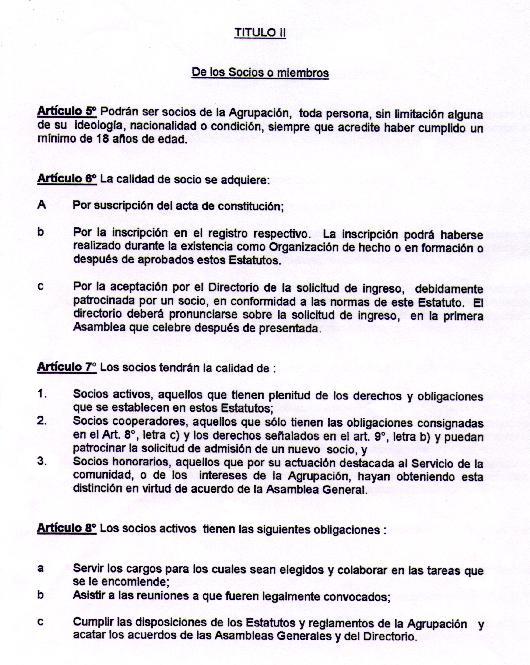 TITULO II
De los Socios o miembros
Artículo 5º Podrán ser socios de la Agrupación, toda persona, sin limitación alguna
de su ideología, nacionalidad o condición, siempre que acredite haber cumplido un
mínimo de 18 años de edad.
Artículo 6º La calidad de socio se adquiere:
A Por suscripción del acta de constitución;
b Por la inscripción en el registro respectivo. La inscripción podrá haberse
realizado durante la existencia como Organización de hecho o en formación o
después de aprobados estos Estatutos.
c Por la aceptación por el Directorio de la solicitud de ingreso, debidamente
patrocinada por un socio, en conformidad a las normas de este Estatuto. El
directorio deberá pronunciarse sobre la solicitud de ingreso, en la primera
Asamblea que celebre después de presentada.
Artículo 7º Los socios tendrán la calidad de :
1. Socios activos, aquellos que tienen plenitud de los derechos y obligaciones
que se establecen en estos Estatutos;
2. Socios cooperadores, aquellos que sólo tienen las obligaciones consignadas
en el Art. 8º, letra c) y los derechos señalados en el art. 9º, letra b) y puedan
patrocinar la solicitud de admisión de un nuevo socio, y
3. Socios honorarios, aquellos que por su actuación destacada al Servicio de la
comunidad, o de los intereses de la Agrupación, hayan obteniendo esta
distinción en virtud de acuerdo de la Asamblea General.
Artículo 8º Los socios activos tienen las siguientes obligaciones :
a Servir los cargos para los cuales sean elegidos y colaborar en las tareas que
se le encomiende;
b Asistir a las reuniones a que fueren legalmente convocados;
c Cumplir las disposiciones de los Estatutos y reglamentos de la Agrupación y
acatar los acuerdos de las Asambleas Generales y del Directorio.